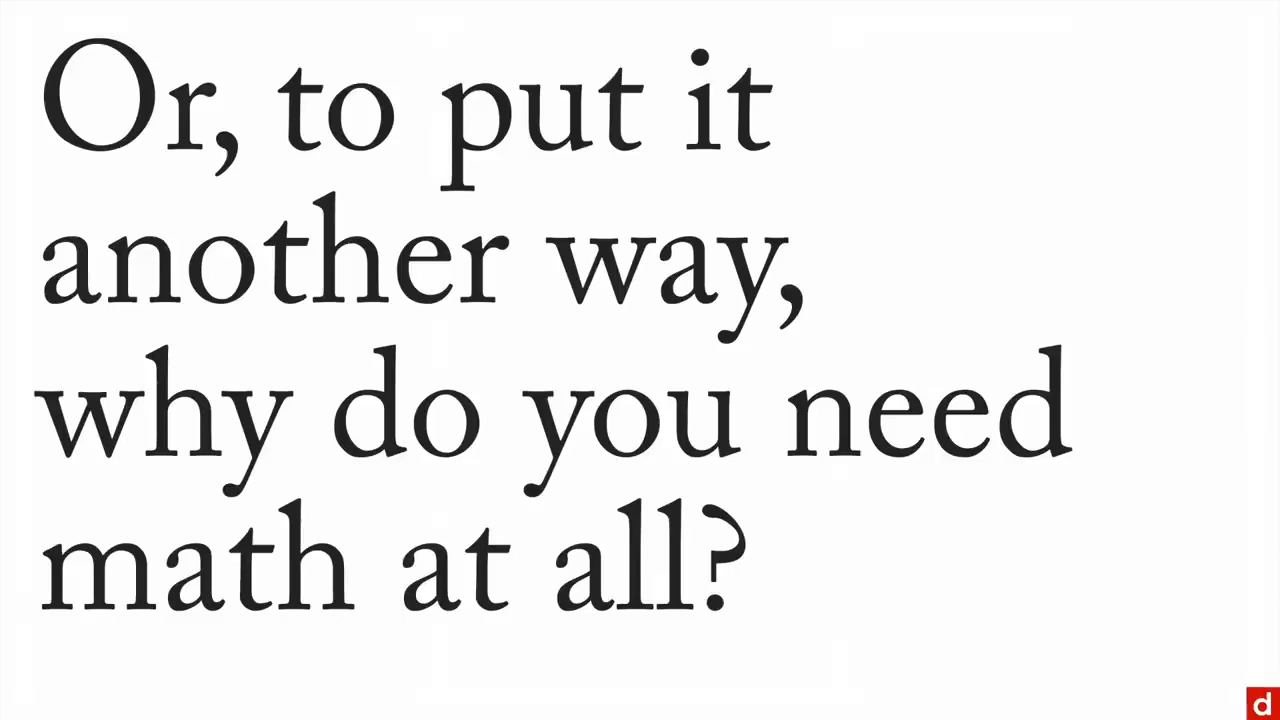 Or, to put it
another way,
why do you need
math at all?
d